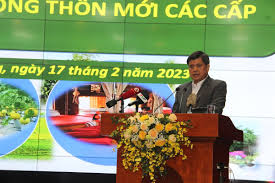 ÔNG THÔN MỚI CÁC CẤP
g, ngày 17 tháng 2 năm 2023